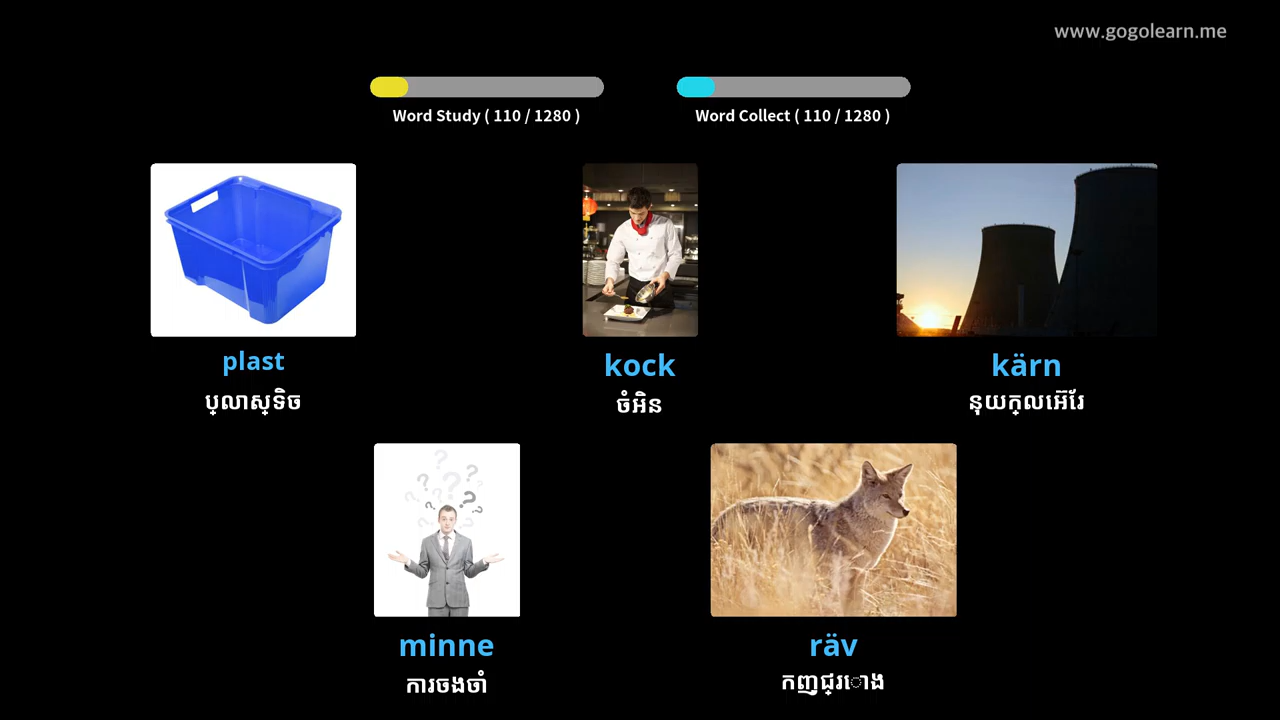 www.gogolearn.me
Word Study ( 110 / 1280 )
Word Collect ( 110 / 1280 )
plast
ប្លាស្ទិច
kock
ចំអិន
kärn
នុយក្លអ៊ែរែ
minne
ការចងចាំ
räv
កញ្ជ្រោង